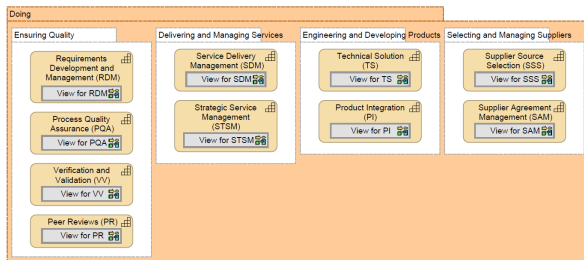 Doing
Ensuring Quality
Requirements
Development and
Management (RDM)
View for RDM
Process Quality
Assurance (PQA)
View for PQA
Verification and
Validation (VV)
View for VV
Peer Reviews (PR)
View for PR
Delivering and Managing Services
Service Delivery
Management (SDM)
View for SDM
Strategic Service
Management
(STSM)
View for STSM
Engineering and Developing Products
Technical Solution
(TS)
View for TS
Product Integration
(PI)
View for PI
Selecting and Managing Suppliers
Supplier Source
Selection (SSS)
View for SSS
Supplier Agreement
Management (SAM)
View for SAM